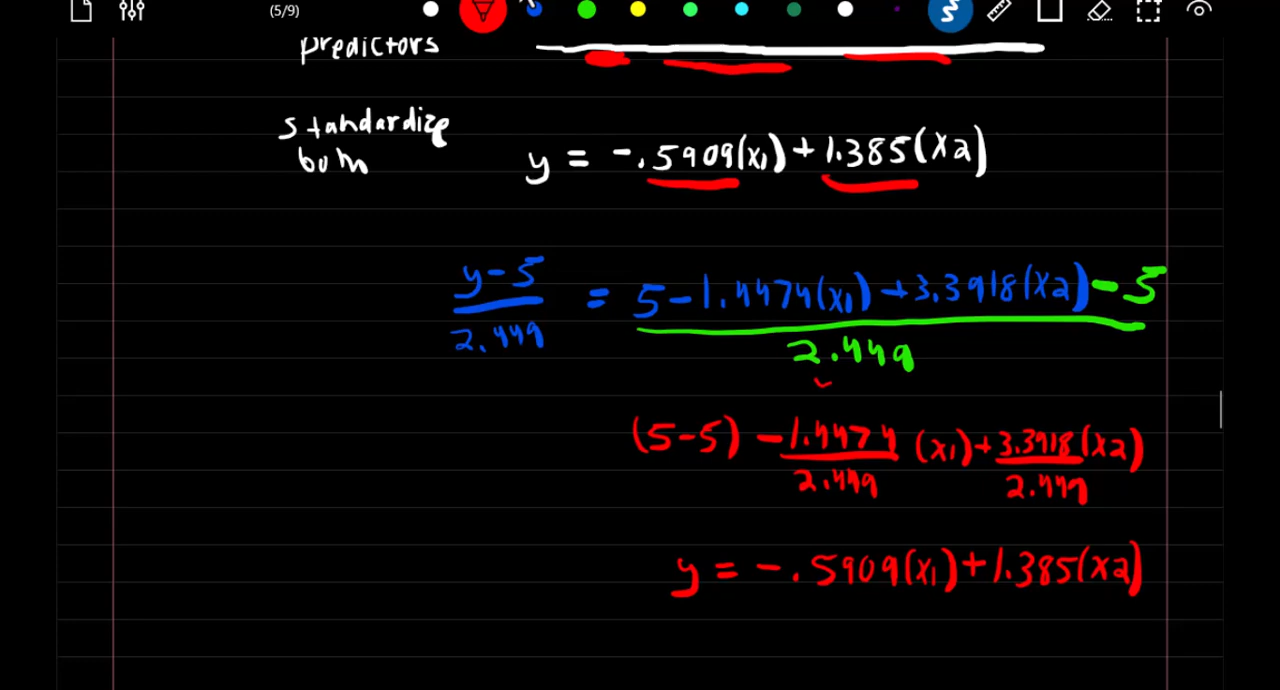 (5/9)
predictors
standardize
both
y = -.5909(x1) + 1.385(x2)
y - 5
2.449
= 5 - 1.4474(x1) + 3.3918(x2) - 5
2.449
(5-5) - 1.4474 (x1) + 3.3918 (x2)
2.449 2.449
y = -.5909(x1) + 1.385(x2)